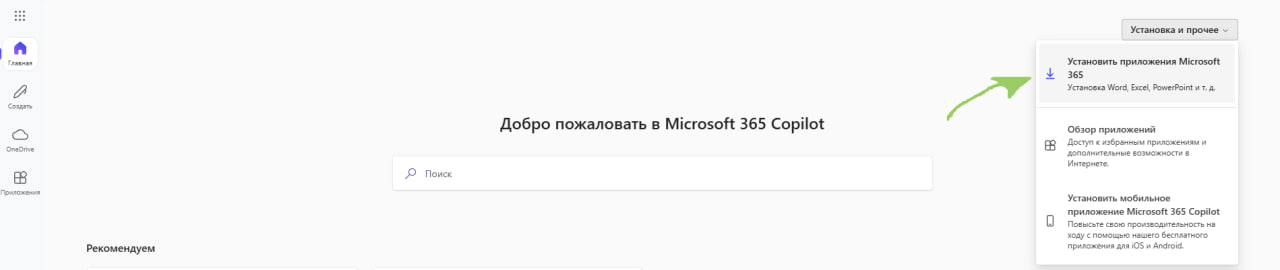 Установка и прочее
Главная
Создать
OneDrive
Приложения
Добро пожаловать в Microsoft 365 Copilot
Поиск
Рекомендуем
Установить приложения Microsoft
365
Установка Word, Excel, PowerPoint и т. д.
Обзор приложений
Доступ к избранным приложениям и
дополнительные возможности в
Интернете.
Установить мобильное
приложение Microsoft 365 Copilot
Повысьте свою производительность на
ходу с помощью нашего бесплатного
приложения для iOS и Android.